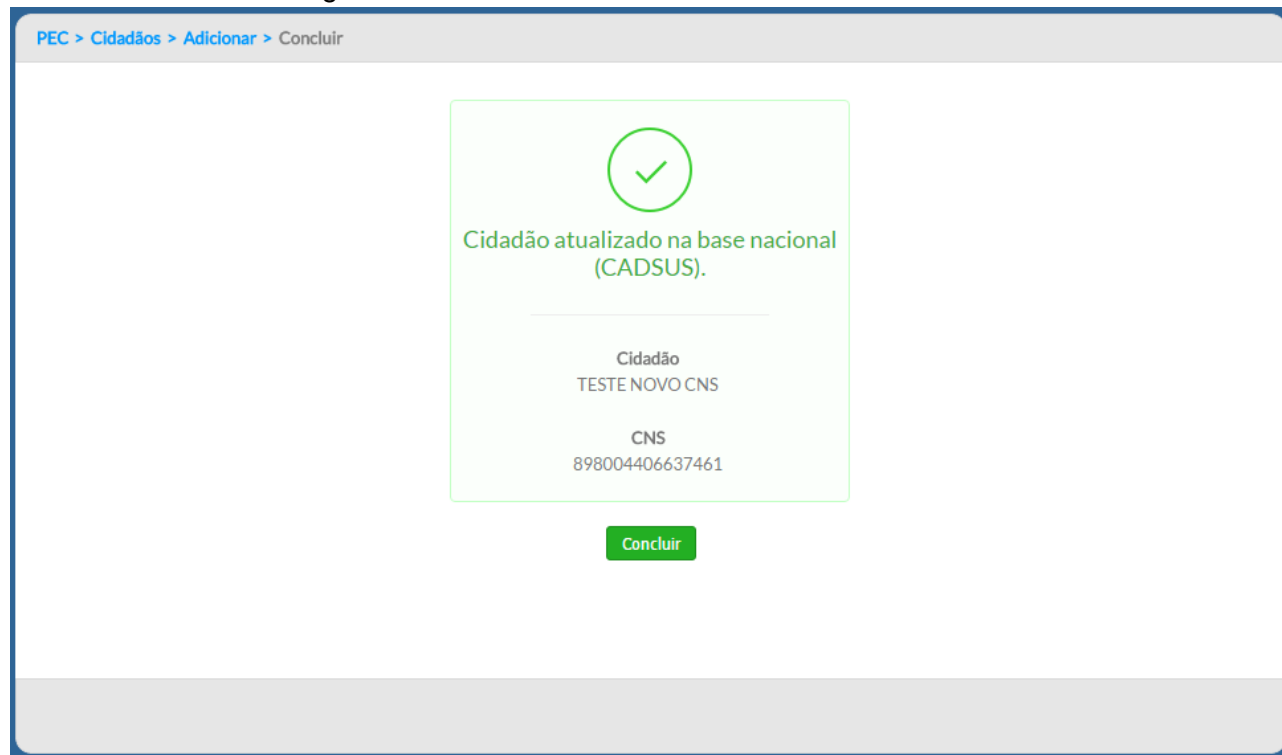 PEC > Cidadãos > Adicionar > Concluir
Cidadão atualizado na base nacional
(CADSUS).
Cidadão
TESTE NOVO CNS
CNS
898004406637461
Concluir